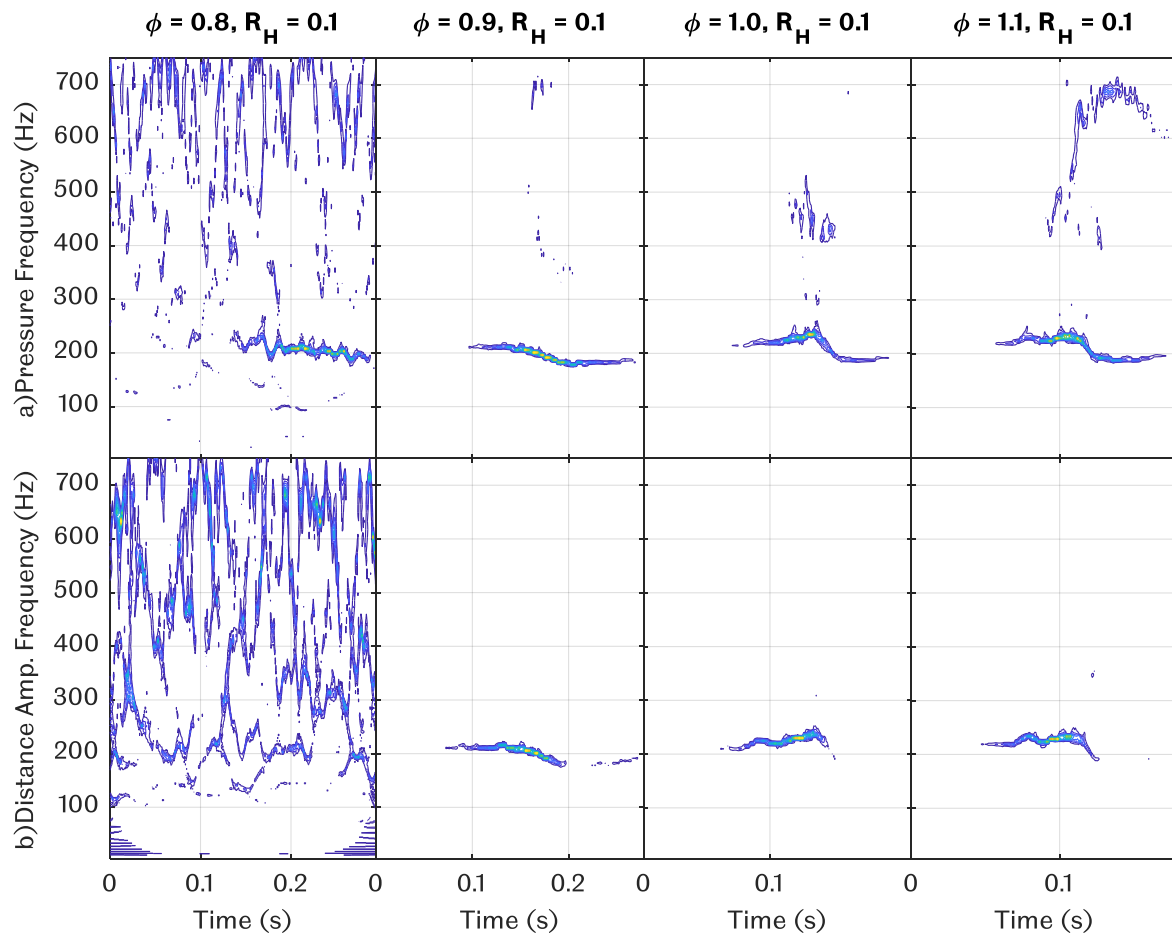 ϕ = 0.8, R_H = 0.1
ϕ = 0.9, R_H = 0.1
ϕ = 1.0, R_H = 0.1
ϕ = 1.1, R_H = 0.1
a)Pressure Frequency (Hz)
700
600
500
400
300
200
100
b)Distance Amp. Frequency (Hz)
700
600
500
400
300
200
100
0 0.1 0.2 0 0.1 0.2 0 0.1 0 0.1
Time (s) Time (s) Time (s) Time (s)